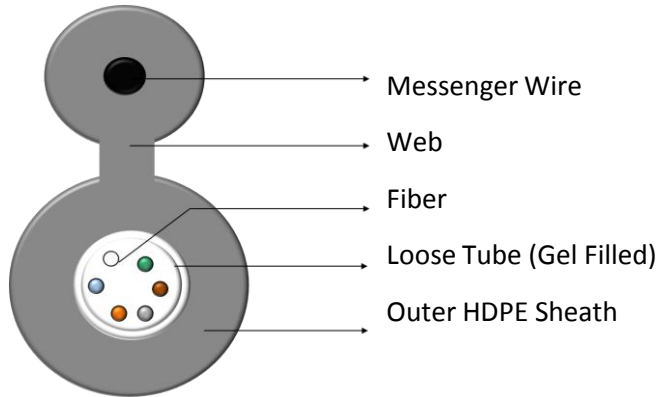 Messenger Wire
Web
Fiber
Loose Tube (Gel Filled)
Outer HDPE Sheath